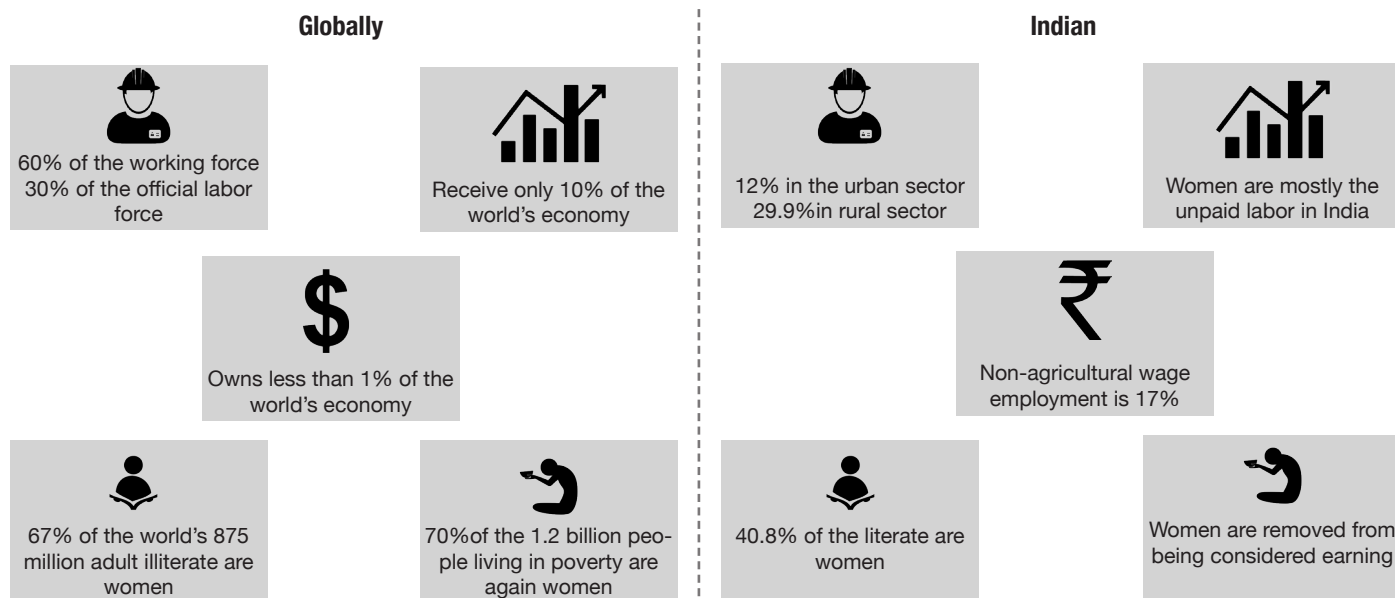 Globally
60% of the working force
30% of the official labor
force
Receive only 10% of the
world's economy
Owns less than 1% of the
world's economy
67% of the world's 875
million adult illiterate are
women
70%of the 1.2 billion peo-
ple living in poverty are
again women
Indian
12% in the urban sector
29.9%in rural sector
Women are mostly the
unpaid labor in India
₹
Non-agricultural wage
employment is 17%
40.8% of the literate are
women
Women are removed from
being considered earning